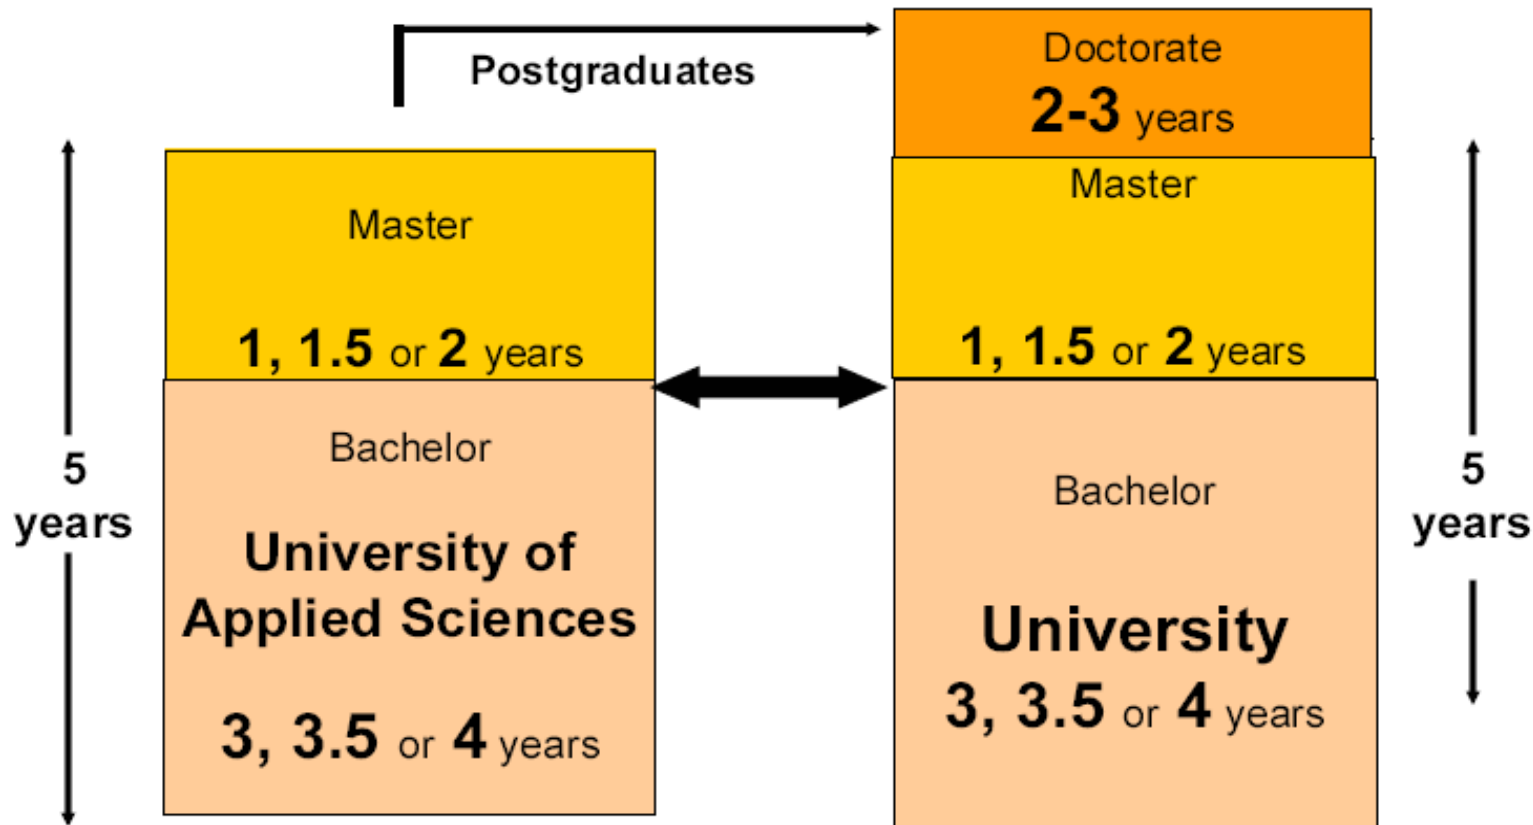 Postgraduates
Doctorate
2-3 years
Master
1, 1.5 or 2 years
Master
1, 1.5 or 2 years
5
years
Bachelor
University of
Applied Sciences
3, 3.5 or 4 years
Bachelor
University
3, 3.5 or 4 years
5
years